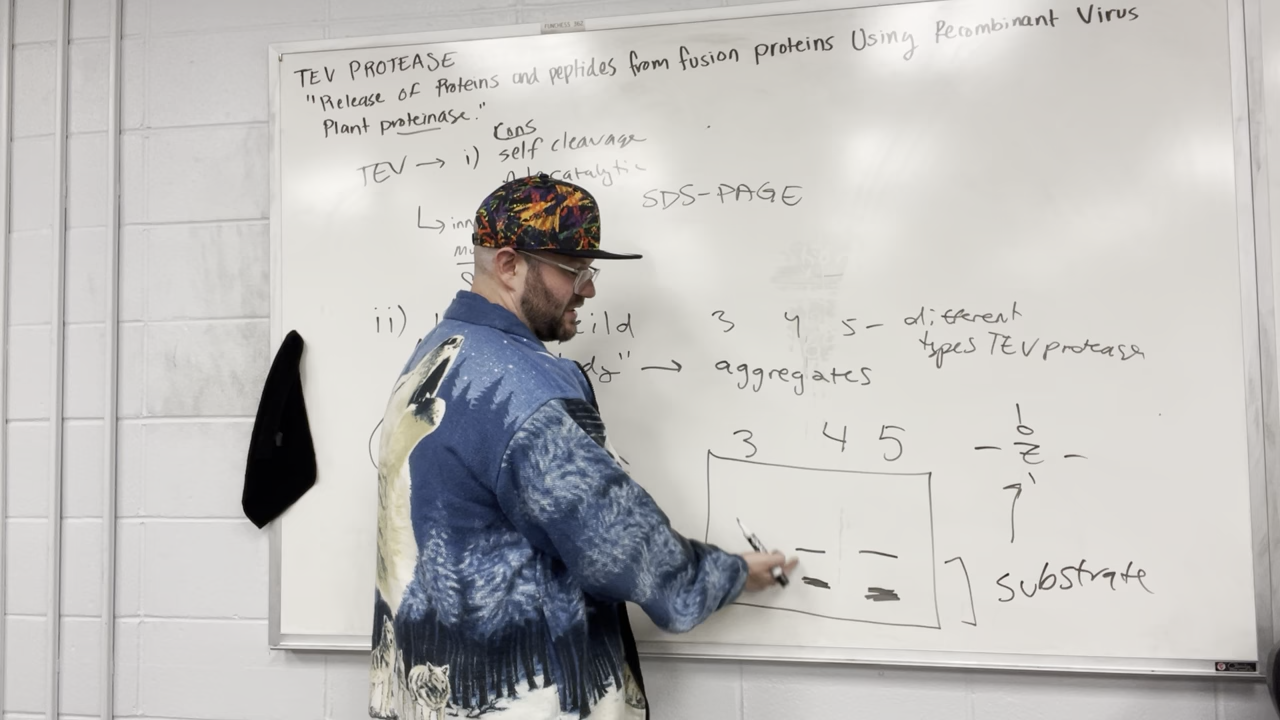 TEV PROTEASE
"Release of Proteins and peptides from fusion proteins Using Recombinant Virus
Plant proteinase."
Cons
TEV → i) self cleavage
SDS-PAGE
ii)
3 4 5 - different
types TEV protease
→ aggregates
3 4 5
substrate